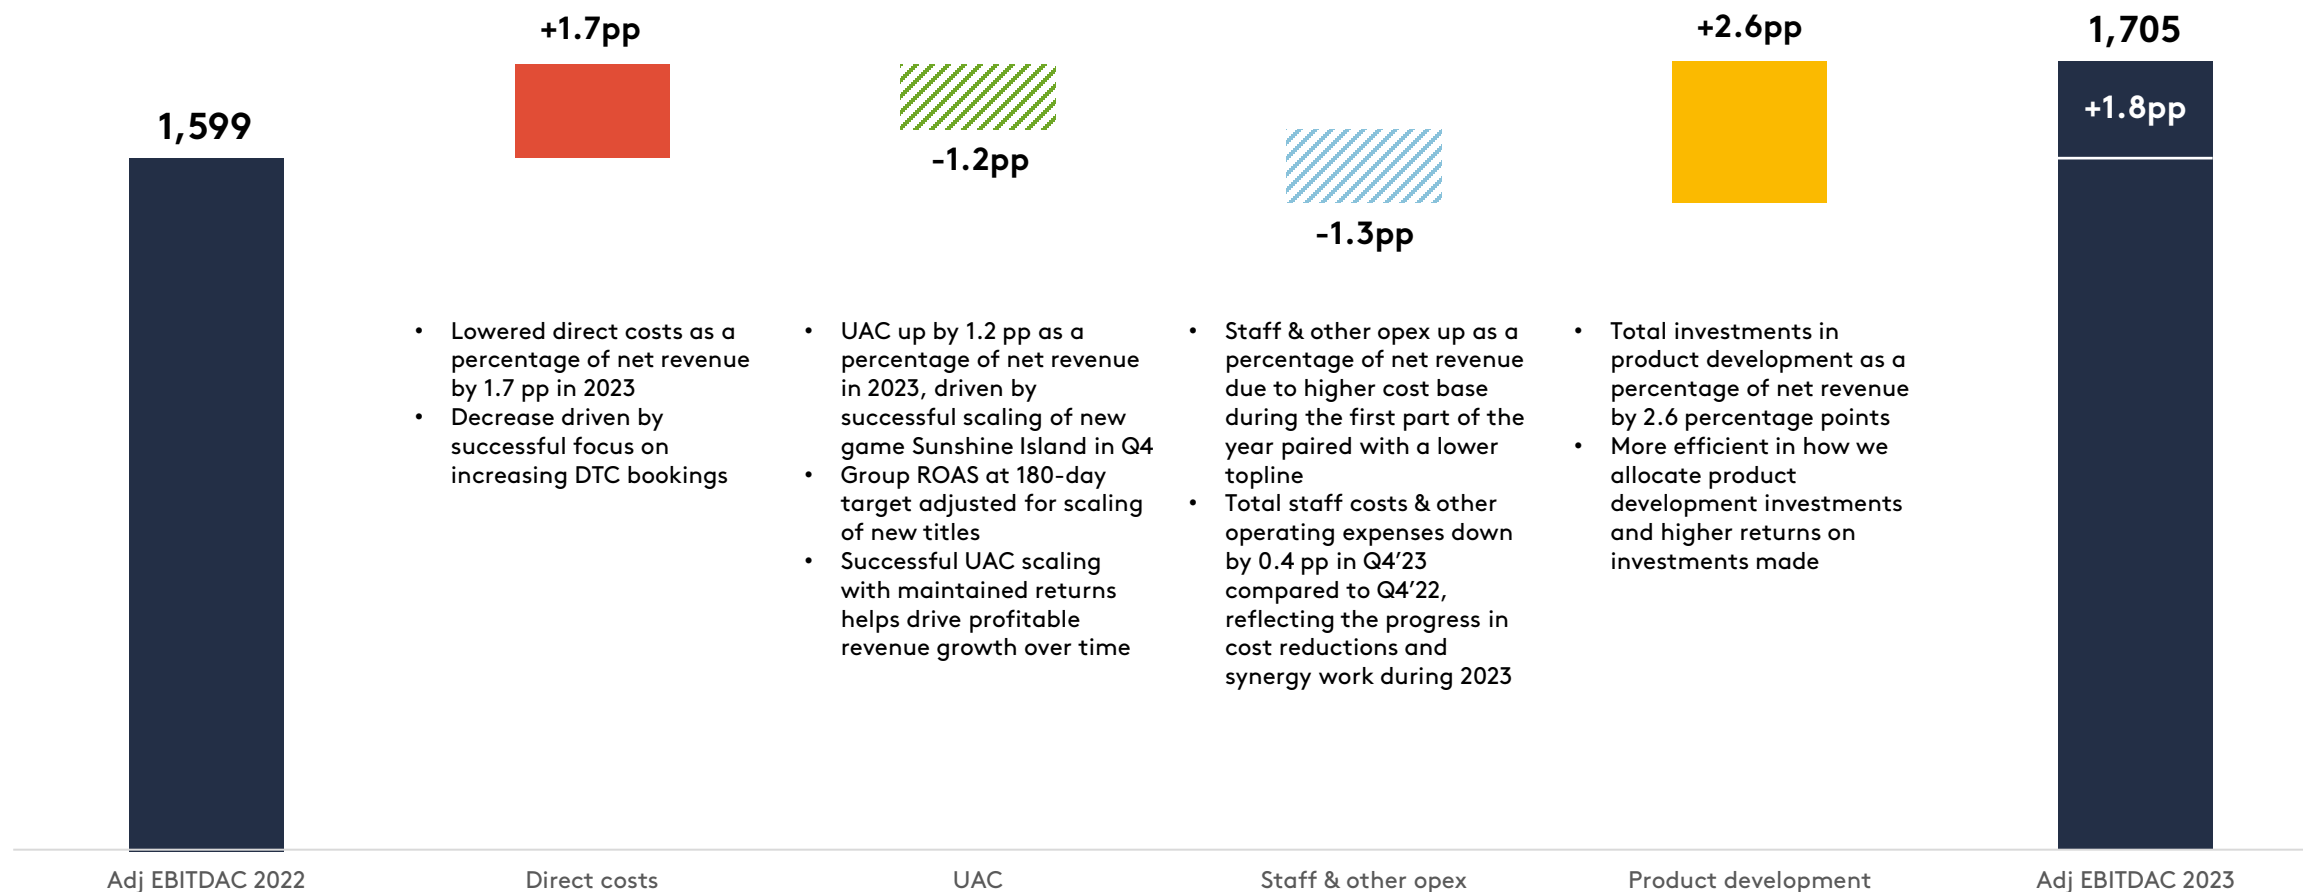 +1.7pp
+2.6pp
1,705
+1.8pp
1,599
-1.2pp
-1.3pp
• Lowered direct costs as a
percentage of net revenue
by 1.7 pp in 2023
• Decrease driven by
successful focus on
increasing DTC bookings
• UAC up by 1.2 pp as a
percentage of net revenue
in 2023, driven by
successful scaling of new
game Sunshine Island in Q4
• Group ROAS at 180-day
target adjusted for scaling
of new titles
• Successful UAC scaling
with maintained returns
helps drive profitable
revenue growth over time
• Staff & other opex up as a
percentage of net revenue
due to higher cost base
during the first part of the
year paired with a lower
topline
• Total staff costs & other
operating expenses down
by 0.4 pp in Q4’23
compared to Q4’22,
reflecting the progress in
cost reductions and
synergy work during 2023
• Total investments in
product development as a
percentage of net revenue
by 2.6 percentage points
• More efficient in how we
allocate product
development investments
and higher returns on
investments made
Adj EBITDAC 2022
Direct costs
UAC
Staff & other opex
Product development
Adj EBITDAC 2023